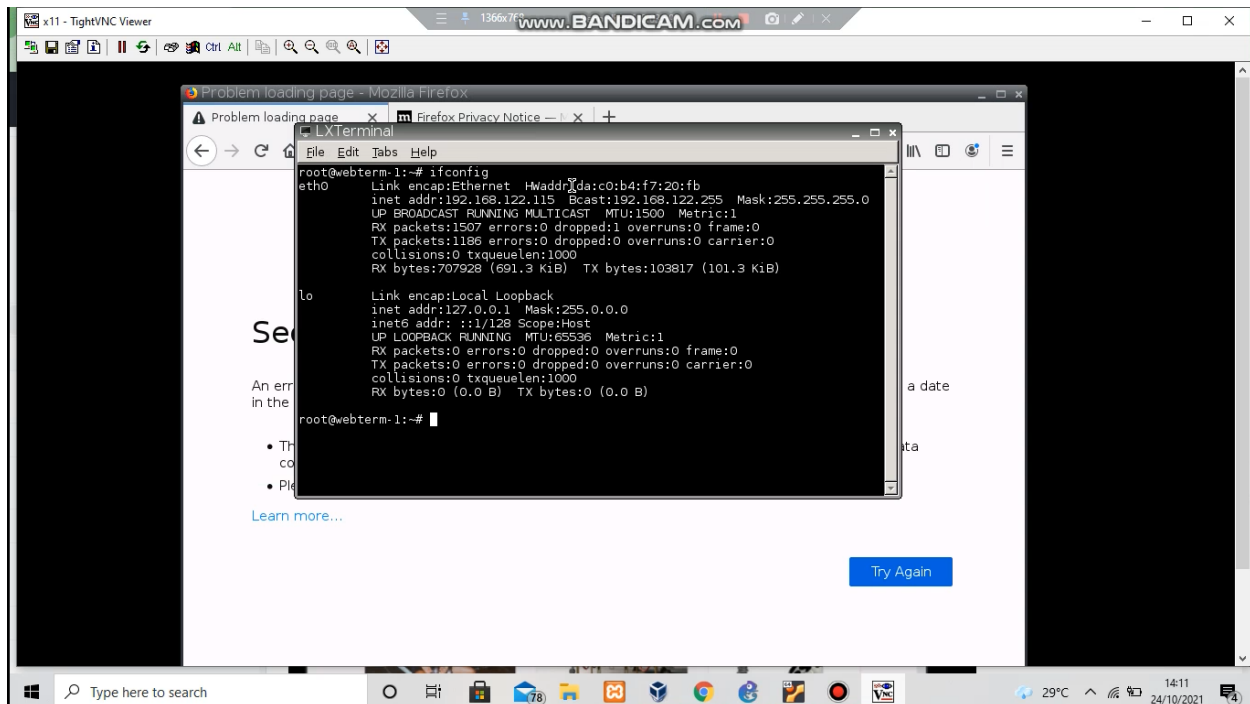 x11 - TightVNC Viewer
1366x768
www.BANDICAM.com
Ctrl Alt
Problem loading page - Mozilla Firefox
Problem loading page
Firefox Privacy Notice —
LXTerminal
File Edit Tabs Help
root@webterm-1:~# ifconfig
eth0 Link encap:Ethernet HWaddr da:c0:b4:f7:20:fb
inet addr:192.168.122.115 Bcast:192.168.122.255 Mask:255.255.255.0
UP BROADCAST RUNNING MULTICAST MTU:1500 Metric:1
RX packets:1507 errors:0 dropped:1 overruns:0 frame:0
TX packets:1186 errors:0 dropped:0 overruns:0 carrier:0
collisions:0 txqueuelen:1000
RX bytes:707928 (691.3 KiB) TX bytes:103817 (101.3 KiB)
lo Link encap:Local Loopback
inet addr:127.0.0.1 Mask:255.0.0.0
inet6 addr: ::1/128 Scope:Host
UP LOOPBACK RUNNING MTU:65536 Metric:1
RX packets:0 errors:0 dropped:0 overruns:0 frame:0
TX packets:0 errors:0 dropped:0 overruns:0 carrier:0
collisions:0 txqueuelen:1000
RX bytes:0 (0.0 B) TX bytes:0 (0.0 B)
root@webterm-1:~#
An
a date
in the
Learn more...
Try Again
Type here to search
78
29°C
14:11
24/10/2021
4